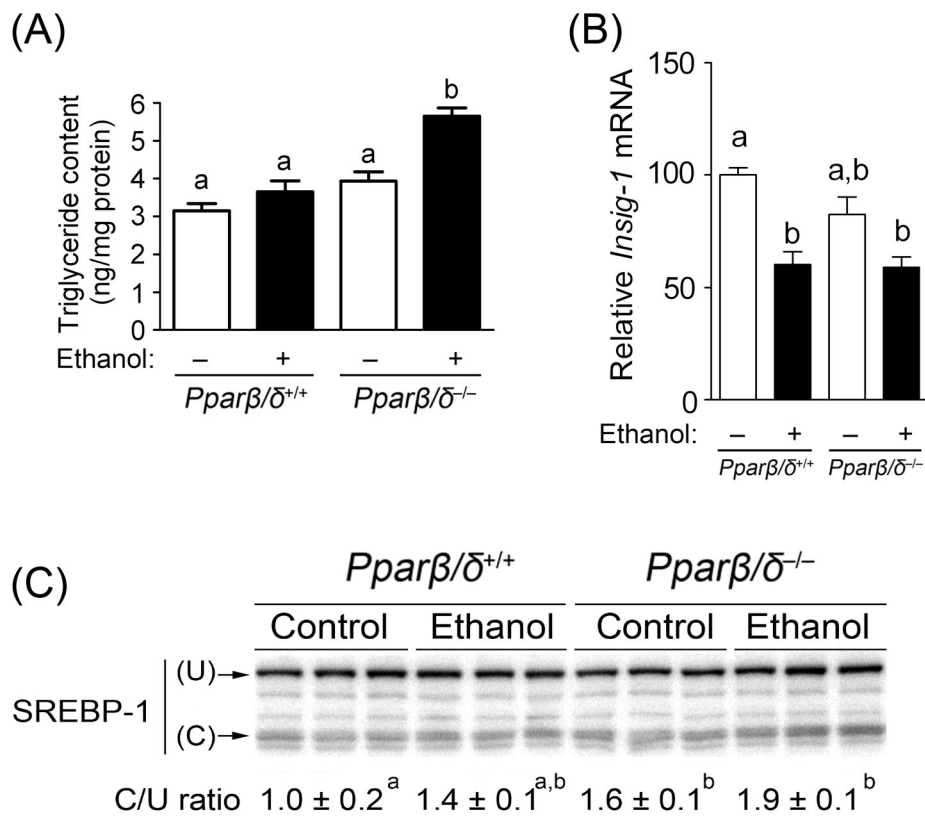 (A)
Triglyceride content
(ng/mg protein)
6
5
4
3
2
1
0
a
a
a
b
Ethanol: – + – +
Pparβ/δ+/+ Pparβ/δ–/–
(B)
Relative Insig-1 mRNA
150
100
50
0
a
b
a,b
b
Ethanol: – + – +
Pparβ/δ+/+ Pparβ/δ–/–
(C)
Pparβ/δ+/+ Pparβ/δ–/–
Control Ethanol Control Ethanol
SREBP-1
(U)
(C)
C/U ratio 1.0 ± 0.2a 1.4 ± 0.1a,b 1.6 ± 0.1b 1.9 ± 0.1b